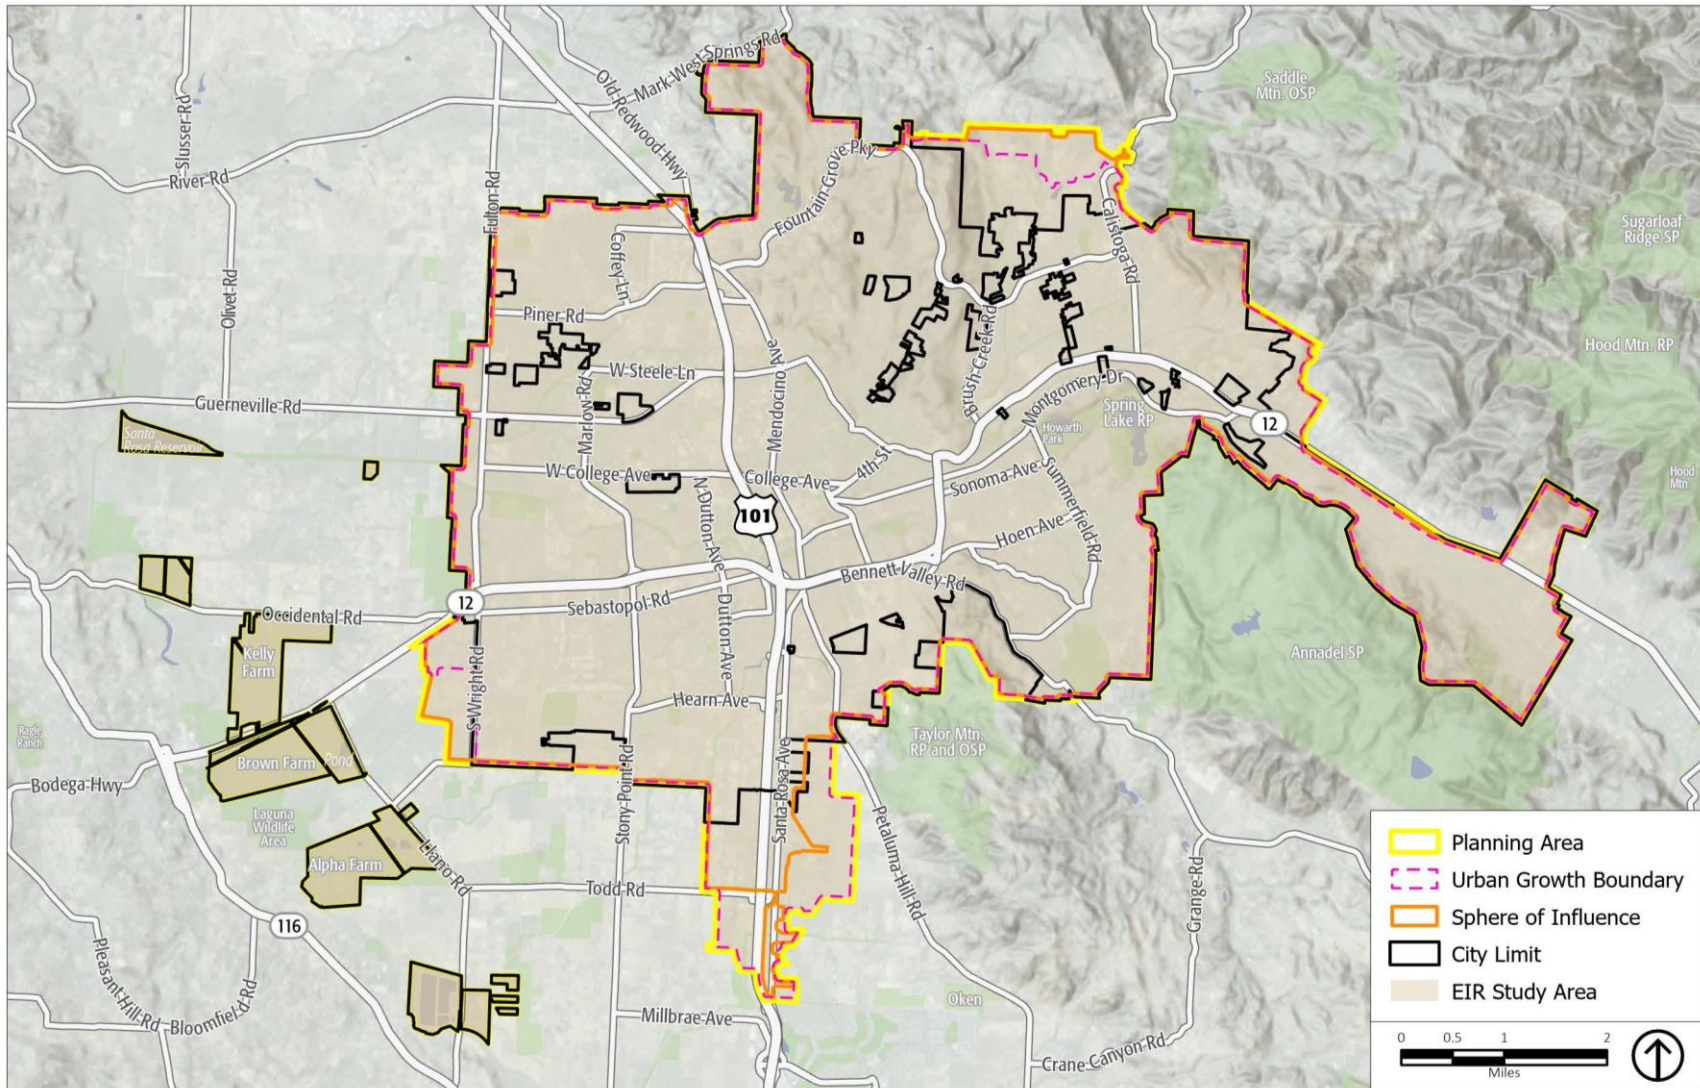 Mark West Springs Rd
Old Redwood Hwy
Slusser Rd
River Rd
Fulton Rd
Olivet Rd
Coffey Ln
Fountain Grove Pky
Saddle
Mtn. OSP
Sugarloaf
Ridge SP
Calistoga Rd
Piner Rd
Hood Mtn. RP
W Steele Ln
Mendocino Ave
Brush Creek Rd
Marlow Rd
Montgomery Dr
Guerneville Rd
Spring
Lake RP
Howarth
Park
12
Santa
Rosa Reservoir
Hood
Mtn.
W College Ave
College Ave
4th St
Sonoma Ave
Summerfield Rd
N Dutton Ave
101
Hoen Ave
Bennett Valley Rd
12
Occidental Rd
Sebastopol Rd
Dutton Ave
Kelly
Farm
Annadel SP
S Wright Rd
Hearn Ave
Ragle
Ranch
Brown Farm
Pond
Taylor Mtn.
RP and OSP
Bodega Hwy
Stony Point Rd
Santa Rosa Ave
Petaluma Hill Rd
Laguna
Wildlife
Area
Alpha Farm
Llano Rd
Todd Rd
Grange Rd
116
Pleasant Hill Rd
Bloomfield Rd
Millbrae Ave
Oken
Crane Canyon Rd
Planning Area
Urban Growth Boundary
Sphere of Influence
City Limit
EIR Study Area
0 0.5 1 2
Miles